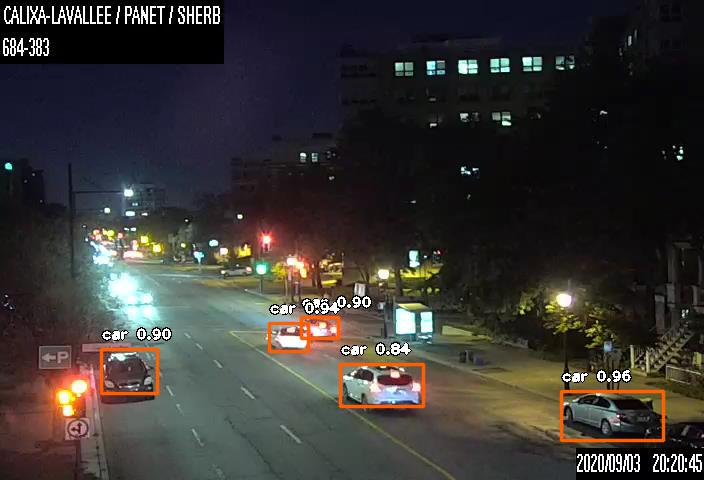 CALIXA-LAVALLEE / PANET / SHERB
684-383
car 0.90
car 0.94
car 0.90
car 0.84
car 0.96
P
2020/09/03 20:20:45